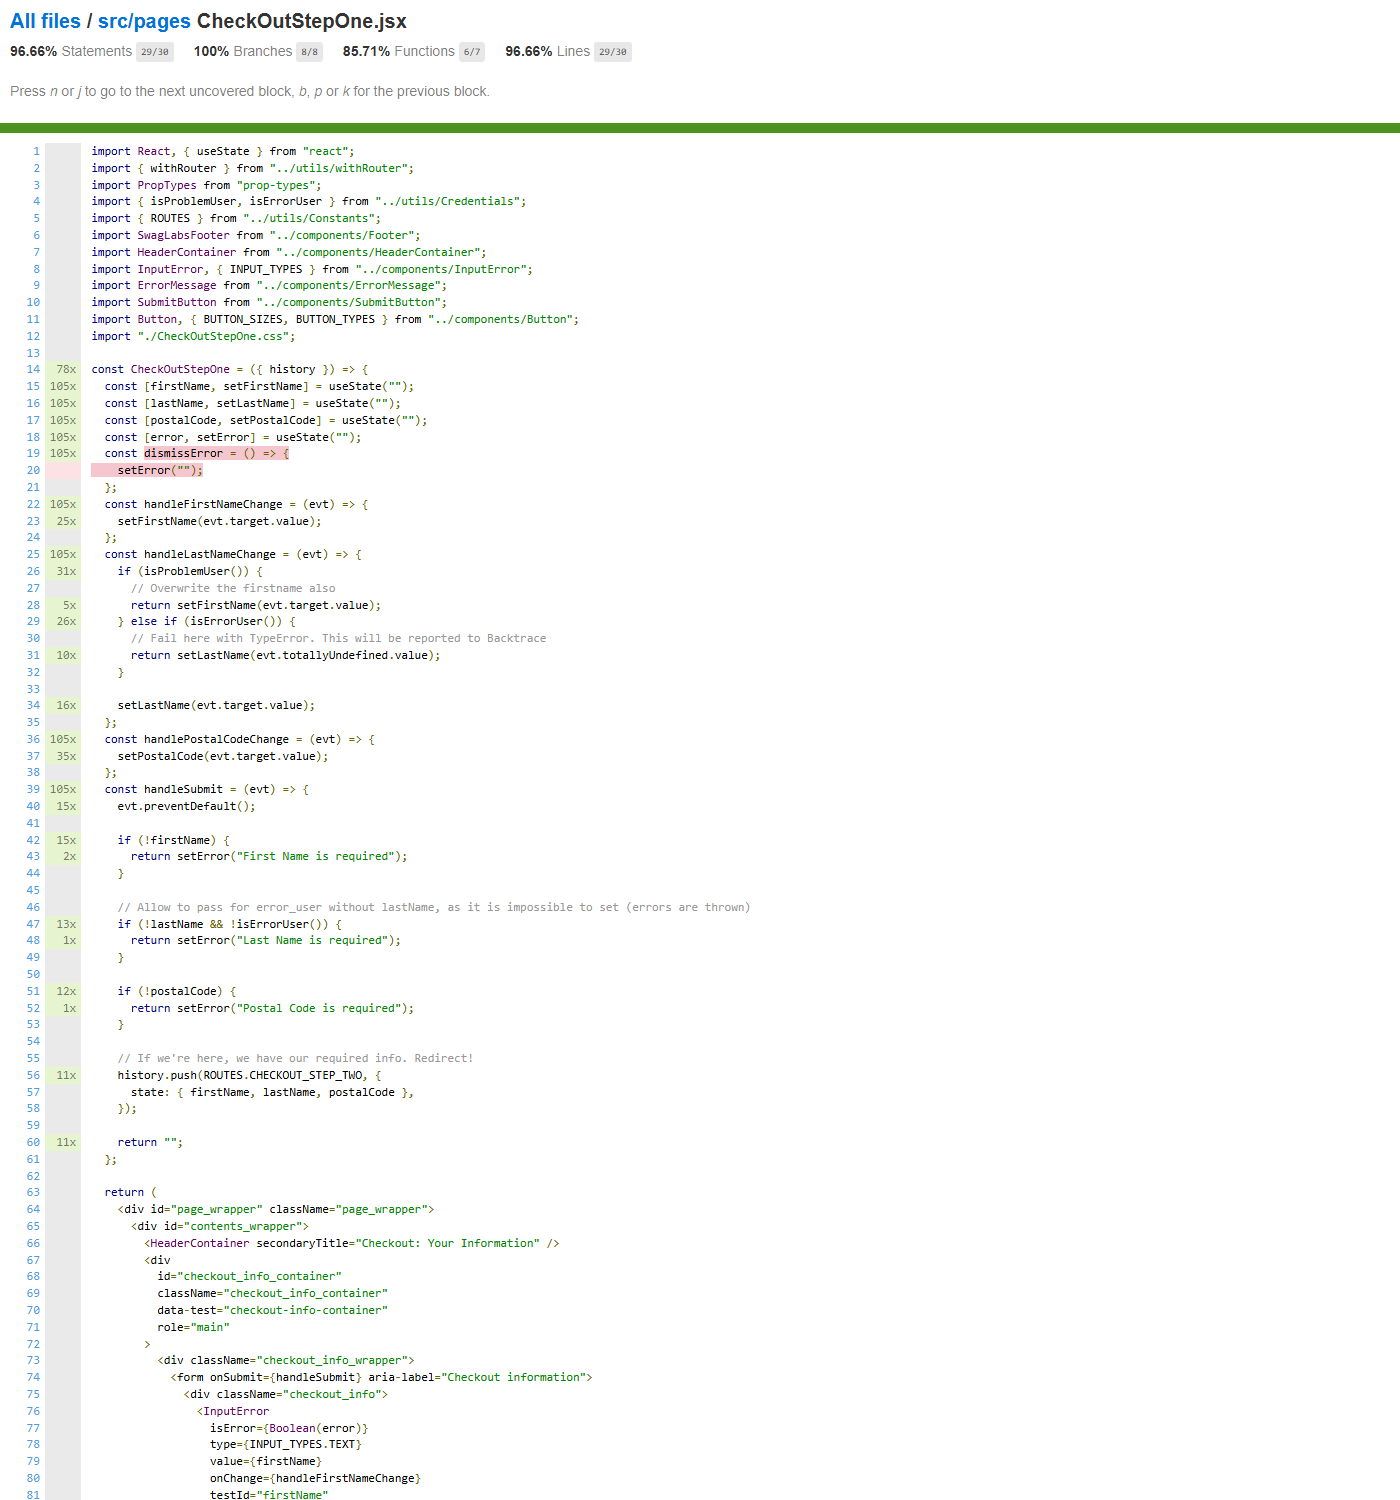 All files / src/pages CheckOutStepOne.jsx
96.66% Statements 29/30 100% Branches 8/8 85.71% Functions 6/7 96.66% Lines 29/30
Press n or j to go to the next uncovered block, b, p or k for the previous block.
1 import React, { useState } from "react";
2 import { withRouter } from "../utils/withRouter";
3 import PropTypes from "prop-types";
4 import { isProblemUser, isErrorUser } from "../utils/Credentials";
5 import { ROUTES } from "../utils/Constants";
6 import SwagLabsFooter from "../components/Footer";
7 import HeaderContainer from "../components/HeaderContainer";
8 import InputError, { INPUT_TYPES } from "../components/InputError";
9 import ErrorMessage from "../components/ErrorMessage";
10 import SubmitButton from "../components/SubmitButton";
11 import Button, { BUTTON_SIZES, BUTTON_TYPES } from "../components/Button";
12 import "./CheckOutStepOne.css";
13
14 78x const CheckOutStepOne = ({ history }) => {
15 105x const [firstName, setFirstName] = useState("");
16 105x const [lastName, setLastName] = useState("");
17 105x const [postalCode, setPostalCode] = useState("");
18 105x const [error, setError] = useState("");
19 105x const dismissError = () => {
20 setError("");
21 };
22 105x const handleFirstNameChange = (evt) => {
23 25x setFirstName(evt.target.value);
24 };
25 105x const handleLastNameChange = (evt) => {
26 31x if (isProblemUser()) {
27 // Overwrite the firstname also
28 5x return setFirstName(evt.target.value);
29 26x } else if (isErrorUser()) {
30 // Fail here with TypeError. This will be reported to Backtrace
31 10x return setLastName(evt.totallyUndefined.value);
32 }
33
34 16x setLastName(evt.target.value);
35 };
36 105x const handlePostalCodeChange = (evt) => {
37 35x setPostalCode(evt.target.value);
38 };
39 105x const handleSubmit = (evt) => {
40 15x evt.preventDefault();
41
42 15x if (!firstName) {
43 2x return setError("First Name is required");
44 }
45
46 // Allow to pass for error_user without lastName, as it is impossible to set (errors are thrown)
47 13x if (!lastName && !isErrorUser()) {
48 1x return setError("Last Name is required");
49 }
50
51 12x if (!postalCode) {
52 1x return setError("Postal Code is required");
53 }
54
55 // If we're here, we have our required info. Redirect!
56 11x history.push(ROUTES.CHECKOUT_STEP_TWO, {
57 state: { firstName, lastName, postalCode },
58 });
59
60 11x return "";
61 };
62
63 return (
64 <div id="page_wrapper" className="page_wrapper">
65 <div id="contents_wrapper">
66 <HeaderContainer secondaryTitle="Checkout: Your Information" />
67 <div
68 id="checkout_info_container"
69 className="checkout_info_container"
70 data-test="checkout-info-container"
71 role="main"
72 >
73 <div className="checkout_info_wrapper">
74 <form onSubmit={handleSubmit} aria-label="Checkout information">
75 <div className="checkout_info">
76 <InputError
77 isError={Boolean(error)}
78 type={INPUT_TYPES.TEXT}
79 value={firstName}
80 onChange={handleFirstNameChange}
81 testId="firstName"